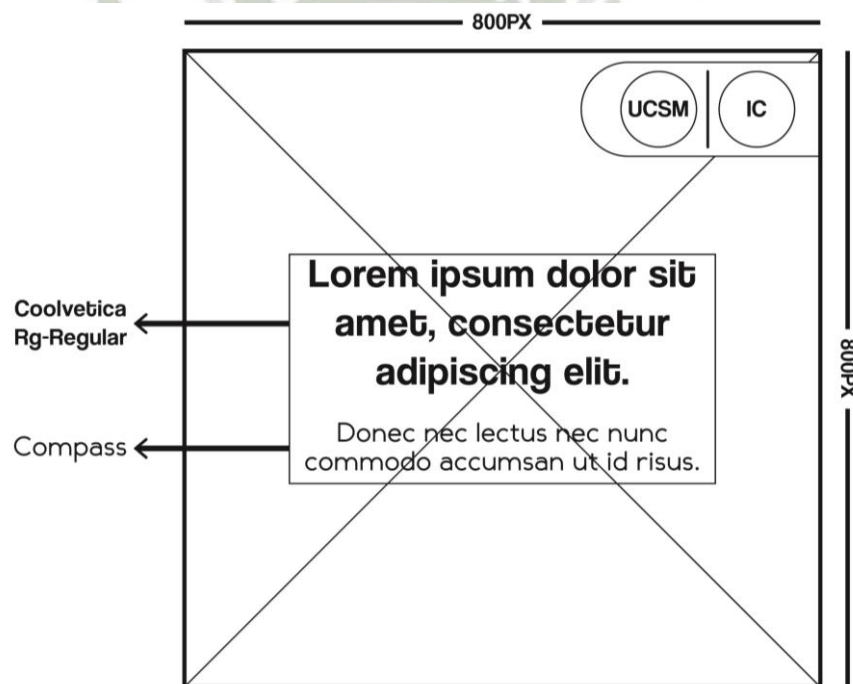 800PX
UCSM
IC
Lorem ipsum dolor sit
amet, consectetur
adipiscing elit.
Coolvetica
Rg-Regular
800PX
Donec nec lectus nec nunc
commodo accumsan ut id risus.
Compass